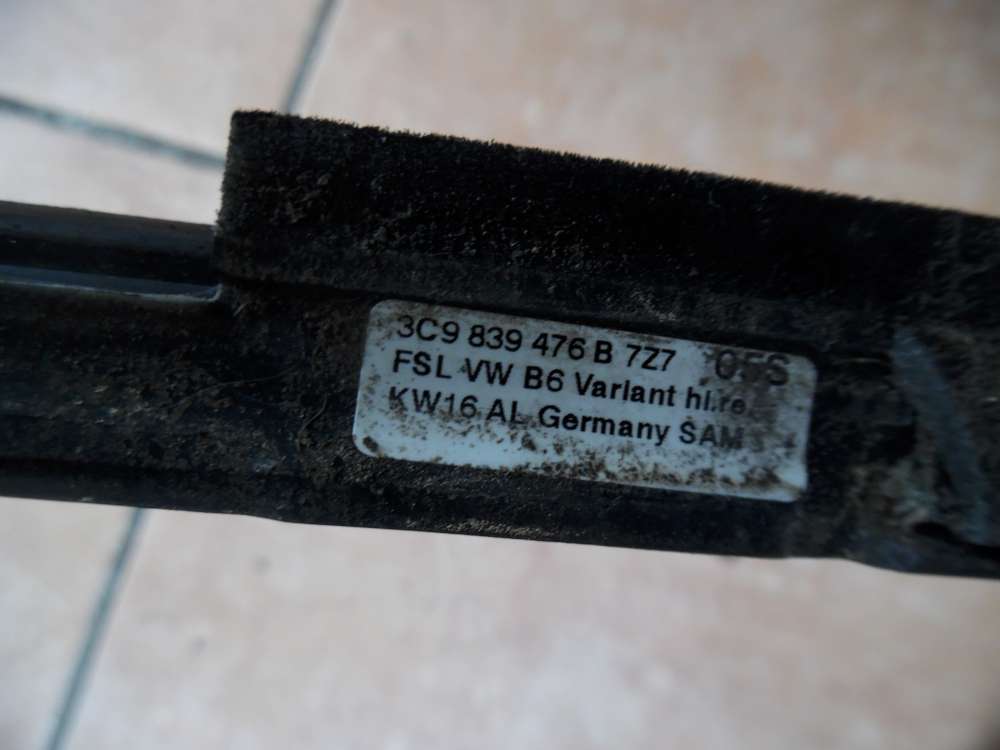 3C9 839 476 B 7Z7
FSL VW B6 Variant hl.re.
KW16 AL Germany SAM